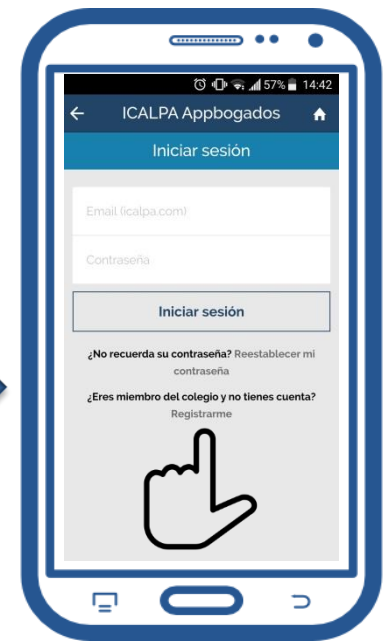 57% 14:42
ICALPA Appbogados
Iniciar sesión
Email (icalpa.com)
Contraseña
Iniciar sesión
¿No recuerda su contraseña? Reestablecer mi
contraseña
¿Eres miembro del colegio y no tienes cuenta?
Registrarme